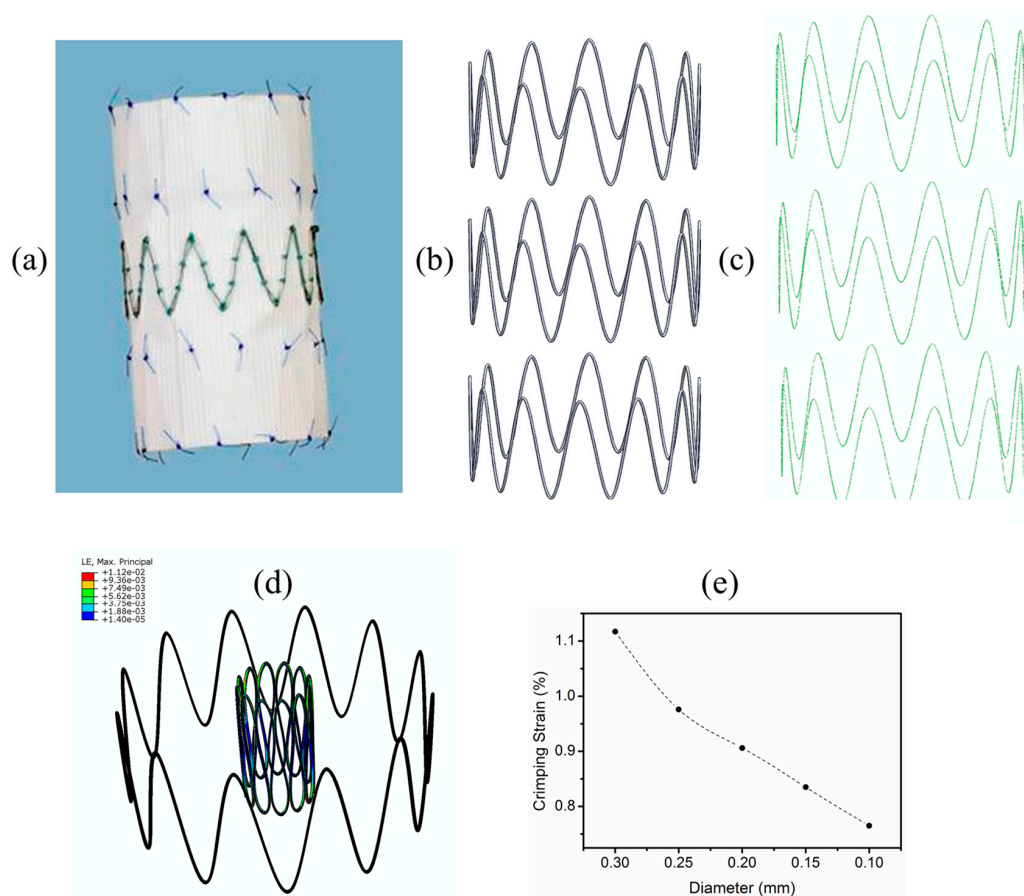 (a)
(b)
(c)
LE, Max. Principal
+1.12e-02
+9.36e-03
+7.49e-03
+5.62e-03
+3.75e-03
+1.88e-03
+1.40e-05
(d)
(e)
1.1
1.0
0.9
0.8
Crimping Strain (%)
0.30 0.25 0.20 0.15 0.10
Diameter (mm)